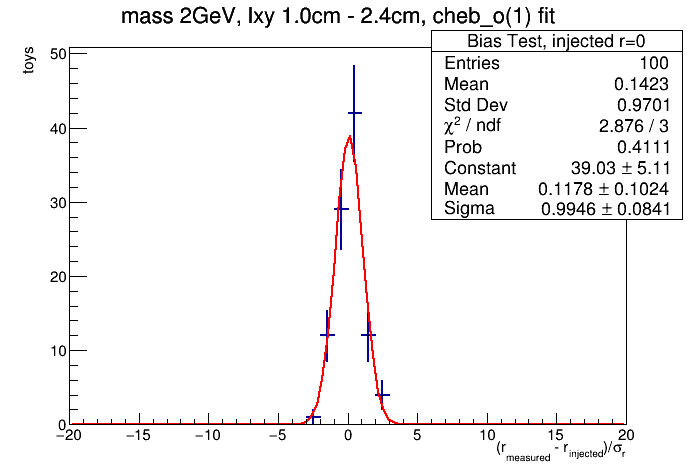 mass 2GeV, lxy 1.0cm - 2.4cm, cheb_o(1) fit
toys
Bias Test, injected r=0
Entries 100
Mean 0.1423
Std Dev 0.9701
χ² / ndf 2.876 / 3
Prob 0.4111
Constant 39.03 ± 5.11
Mean 0.1178 ± 0.1024
Sigma 0.9946 ± 0.0841
50
40
30
20
10
0
−20 −15 −10 −5 0 5 10 15 20
(r_measured - r_injected)/σ_r